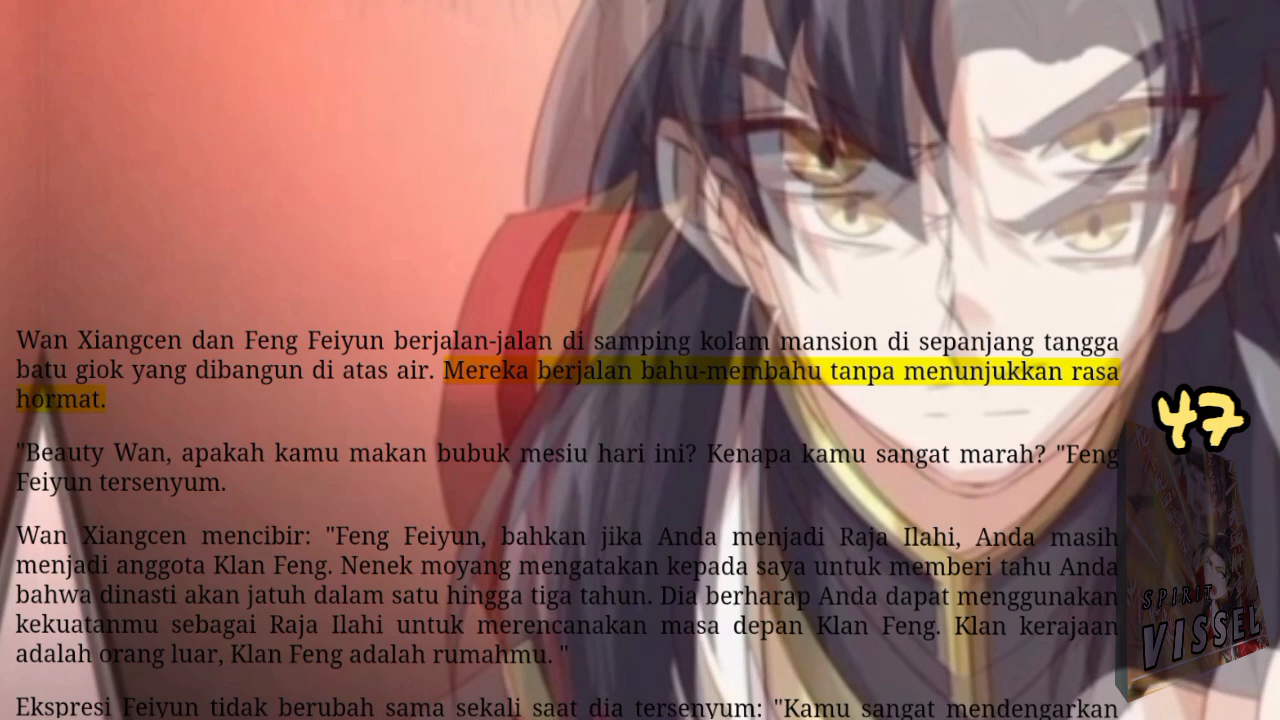 Wan Xiangcen dan Feng Feiyun berjalan-jalan di samping kolam mansion di sepanjang tangga
batu giok yang dibangun di atas air. Mereka berjalan bahu-membahu tanpa menunjukkan rasa
hormat.
"Beauty Wan, apakah kamu makan bubuk mesiu hari ini? Kenapa kamu sangat marah? "Feng
Feiyun tersenyum.
Wan Xiangcen mencibir: "Feng Feiyun, bahkan jika Anda menjadi Raja Ilahi, Anda masih
menjadi anggota Klan Feng. Nenek moyang mengatakan kepada saya untuk memberi tahu Anda
bahwa dinasti akan jatuh dalam satu hingga tiga tahun. Dia berharap Anda dapat menggunakan
kekuatanmu sebagai Raja Ilahi untuk merencanakan masa depan Klan Feng. Klan kerajaan
adalah orang luar, Klan Feng adalah rumahmu. "
Ekspresi Feiyun tidak berubah sama sekali saat dia tersenyum: "Kamu sangat mendengarkan
47
SPIRIT
VISSEL